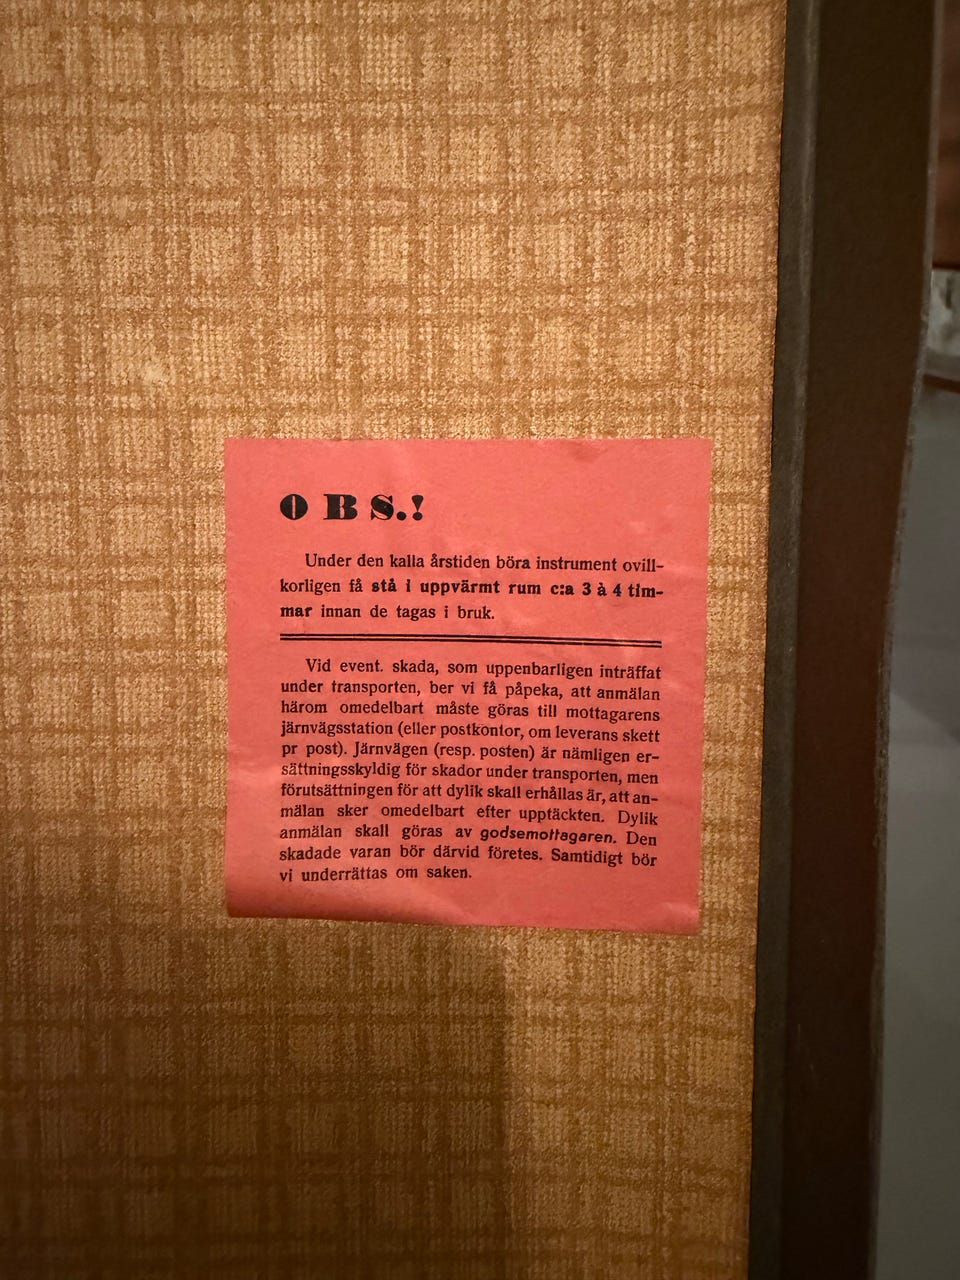 OBS.!
Under den kalla årstiden böra instrument ovill-
korligen få stå i uppvärmt rum c:a 3 à 4 tim-
mar innan de tagas i bruk.
Vid event. skada, som uppenbarligen inträffat
under transporten, ber vi få påpeka, att anmälan
härom omedelbart måste göras till mottagarens
järnvägsstation (eller postkontor, om leverans skett
pr post). Järnvägen (resp. posten) är nämligen er-
sättningsskyldig för skador under transporten, men
förutsättningen för att dylik skall erhållas är, att an-
mälan sker omedelbart efter upptäckten. Dylik
anmälan skall göras av godsemottagaren. Den
skadade varan bör därvid företes. Samtidigt bör
vi underrättas om saken.